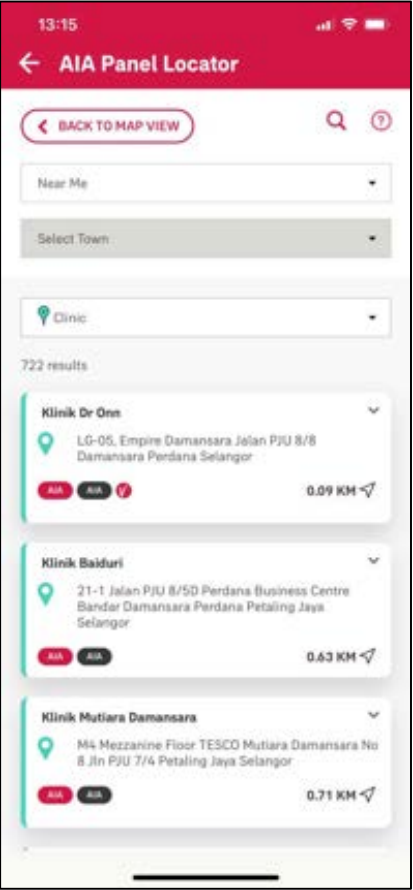 13:15
AIA Panel Locator
BACK TO MAP VIEW
Near Me
Select Town
Clinic
722 results
Klinik Dr Onn
LG-05, Empire Damansara Jalan PJU 8/8
Damansara Perdana Selangor
AIA AIA
0.09 KM
Klinik Baiduri
21-1 Jalan PJU 8/5D Perdana Business Centre
Bandar Damansara Perdana Petaling Jaya
Selangor
AIA AIA
0.63 KM
Klinik Mutiara Damansara
M4 Mezzanine Floor TESCO Mutiara Damansara No
8 Jln PJU 7/4 Petaling Jaya Selangor
AIA AIA
0.71 KM